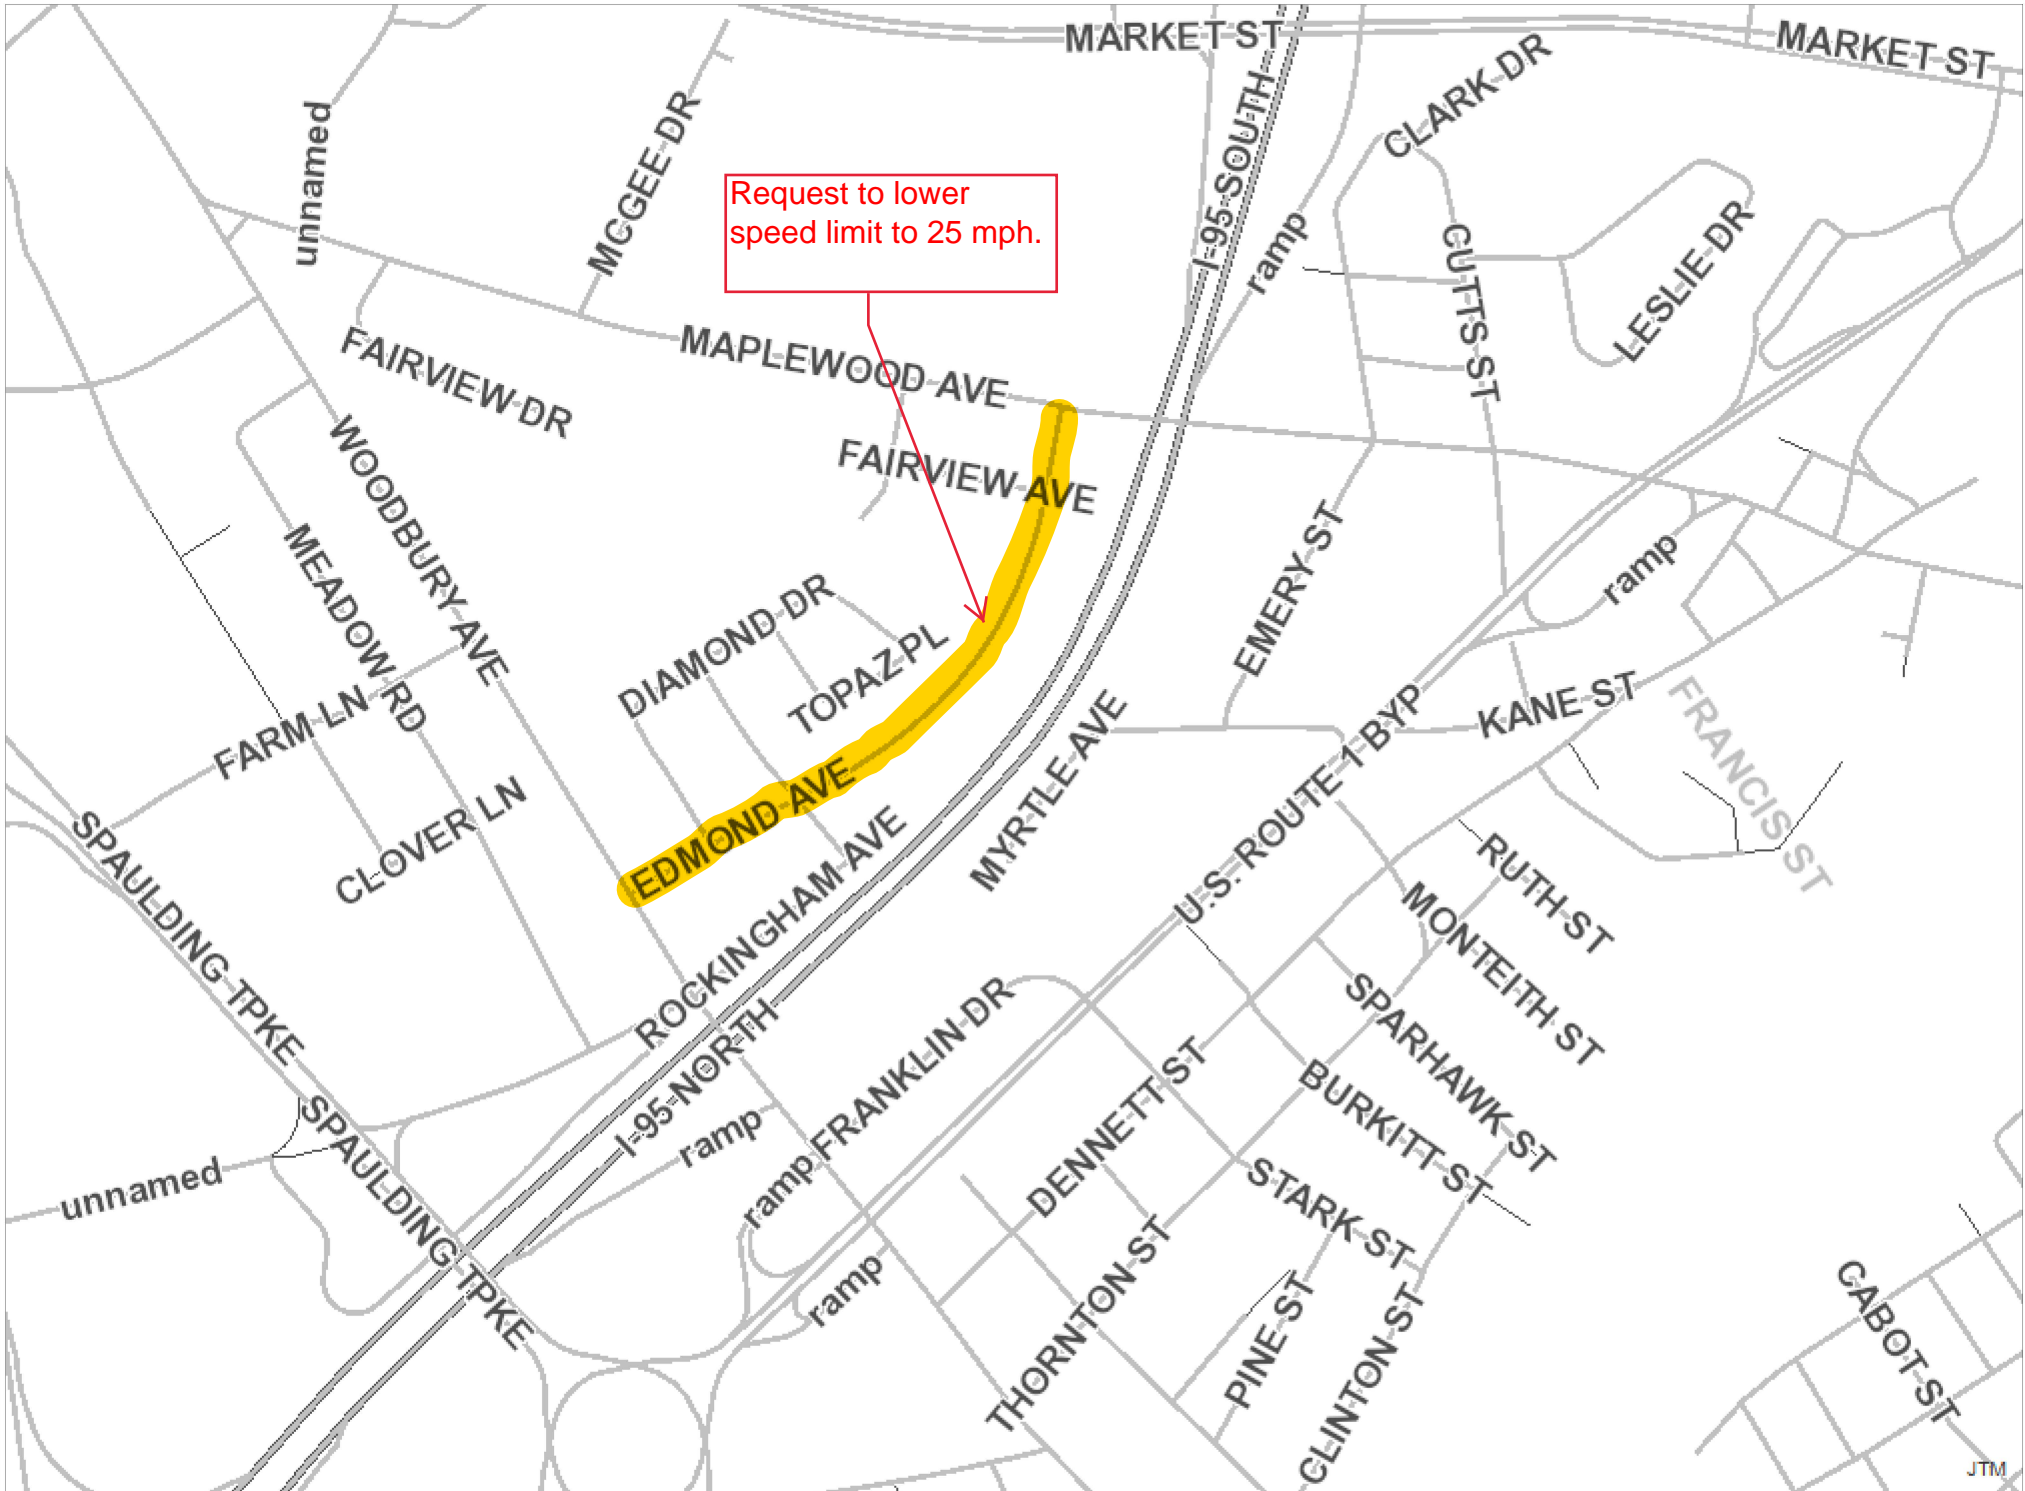 MARKET ST
MARKET ST
CLARK DR
unnamed
MCGEE DR
I-95 SOUTH
Request to lower
speed limit to 25 mph.
ramp
CUTTS ST
LESLIE DR
FAIRVIEW DR
MAPLEWOOD AVE
WOODBURY AVE
FAIRVIEW AVE
MEADOW RD
EMERY ST
ramp
DIAMOND DR
TOPAZ PL
FARM LN
KANE ST
FRANCIS ST
MYRTLE AVE
U.S. ROUTE 1 BYP
CLOVER LN
EDMOND AVE
SPAULDING TPKE
ROCKINGHAM AVE
RUTH ST
MONTEITH ST
I-95 NORTH
FRANKLIN DR
SPARHAWK ST
DENNETT ST
BURKITT ST
SPAULDING TPKE
ramp
ramp
unnamed
STARK ST
THORNTON ST
ramp
PINE ST
CLINTON ST
CABOT ST
JTM